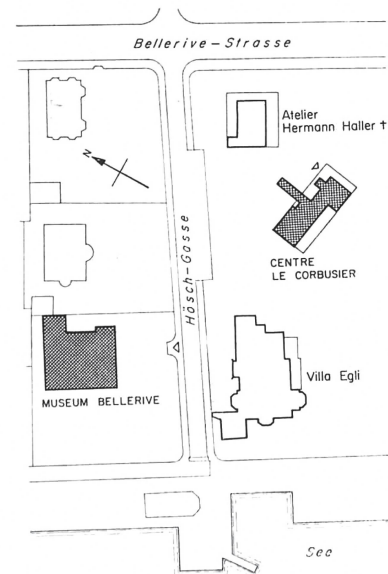 Bellerive-Strasse
Atelier
Hermann Haller †
N
CENTRE
LE CORBUSIER
Hösch-Gasse
MUSEUM BELLERIVE
Villa Egli
See